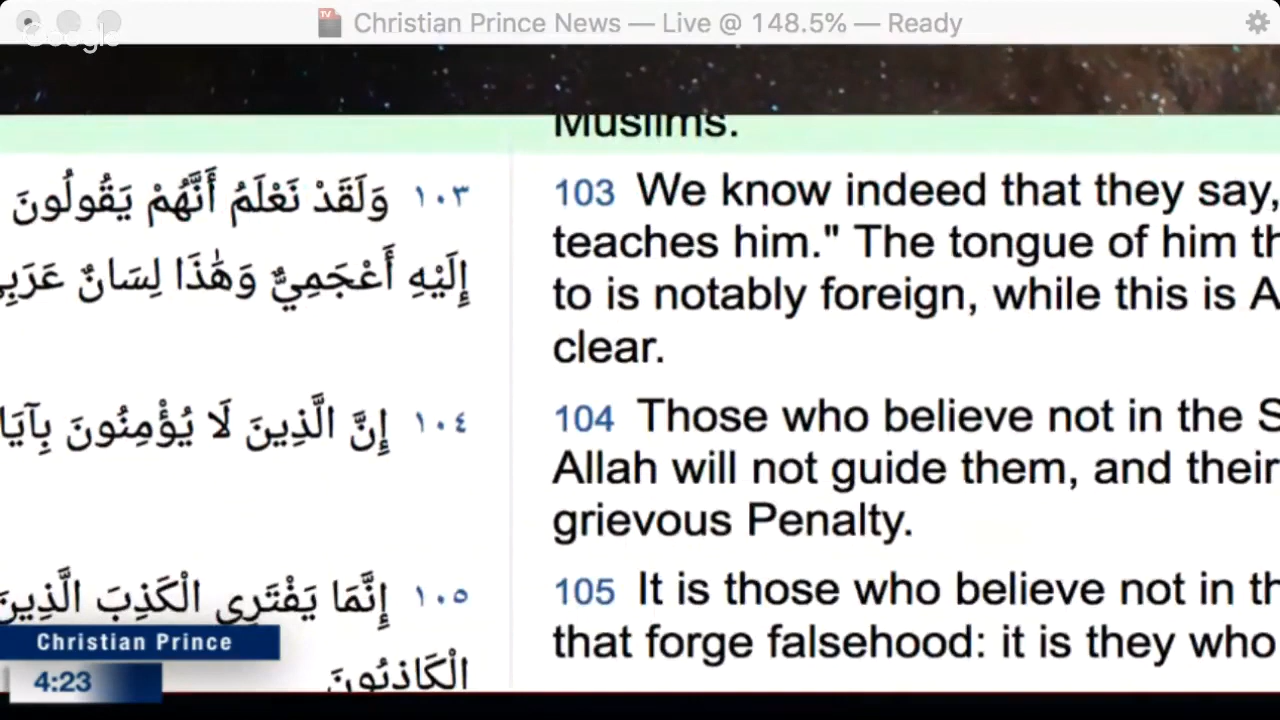 Christian Prince News — Live @ 148.5% — Ready
Google
Muslims.
١٠٣ وَلَقَدْ نَعْلَمُ أَنَّهُمْ يَقُولُونَ
إِلَيْهِ أَعْجَمِيٌّ وَهَٰذَا لِسَانٌ
103 We know indeed that they say,
teaches him." The tongue of him
to is notably foreign, while this is
clear.
١٠٤ إِنَّ الَّذِينَ لَا يُؤْمِنُونَ
104 Those who believe not in the
Allah will not guide them, and their
grievous Penalty.
١٠٥ إِنَّمَا يَفْتَرِي الْكَذِبَ الَّذِينَ
الْكَاذِبُونَ
105 It is those who believe not in
that forge falsehood: it is they who
Christian Prince
4:23